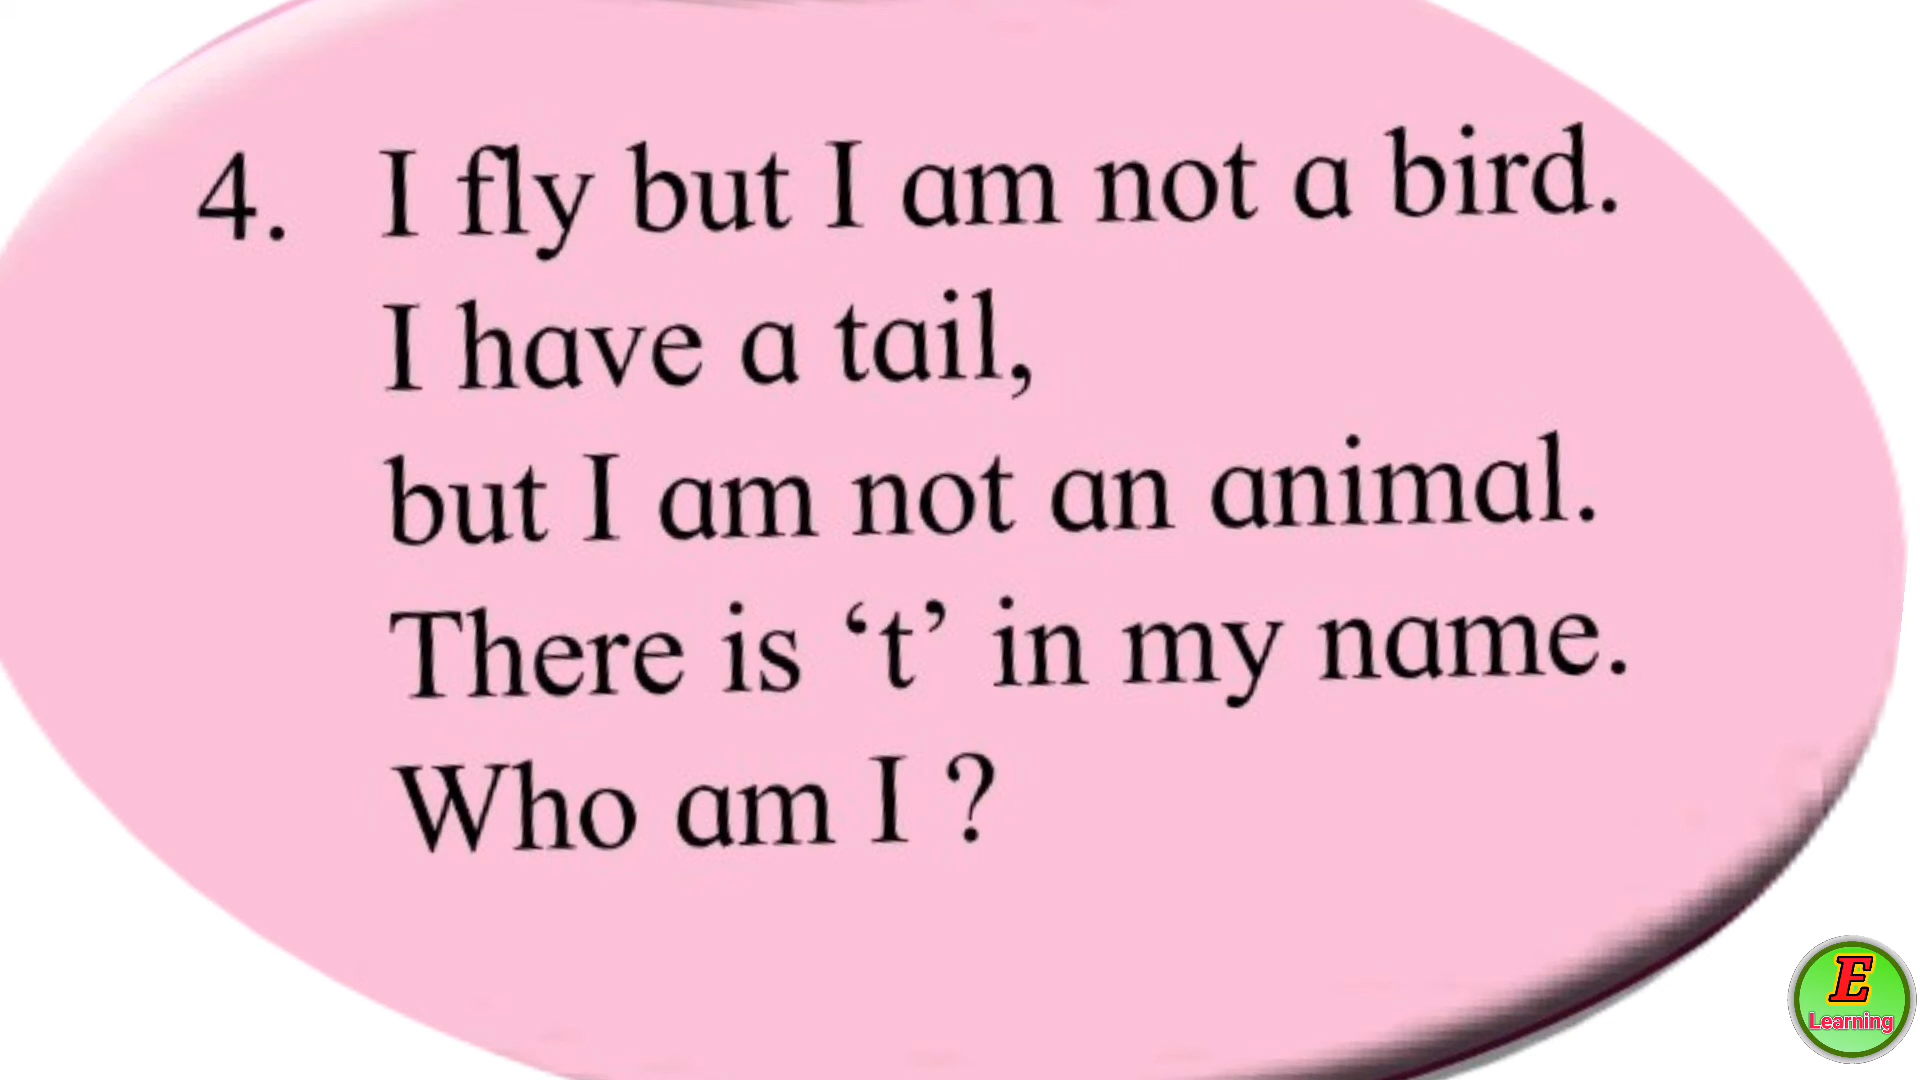 4. I fly but I am not a bird.
I have a tail,
but I am not an animal.
There is ‘t’ in my name.
Who am I ?
E
Learning